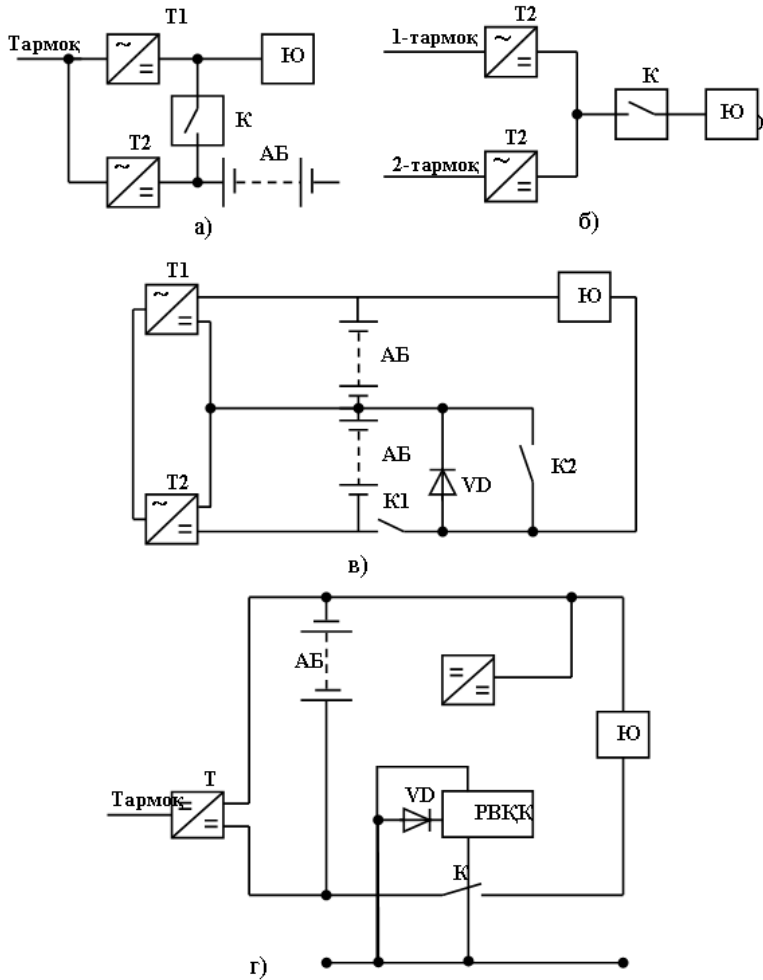 Т1
Тармоқ
Ю
К
Т2
АБ
а)
Т2
1-тармоқ
К
Ю
Т2
2-тармоқ
б)
Т1
Ю
АБ
АБ
К2
Т2
К1
VD
в)
АБ
Ю
Т
Тармоқ
VD
РВҚК
К
г)